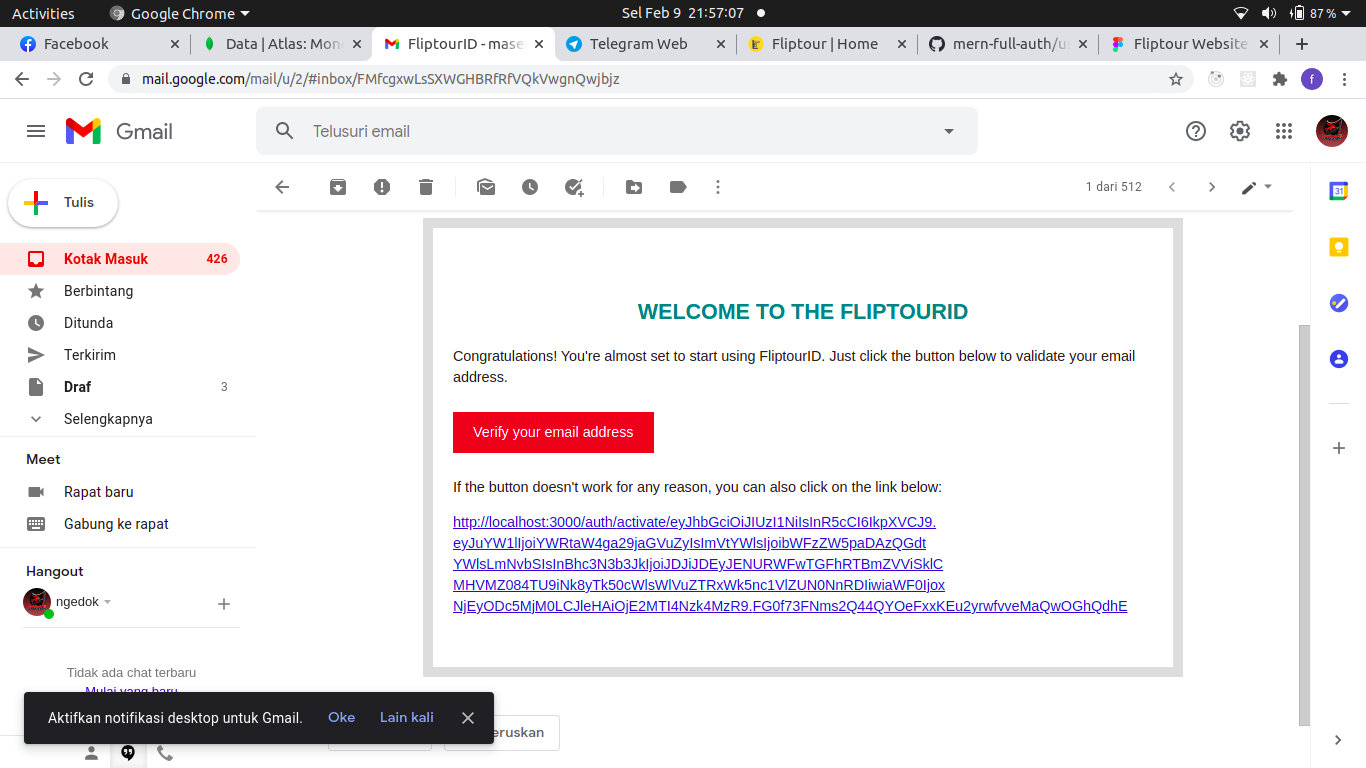 Activities
Google Chrome
Sel Feb 9 21:57:07
87 %
Facebook
Data | Atlas: Mon
FliptourID - mase
Telegram Web
Fliptour | Home
mern-full-auth/u
Fliptour Website
mail.google.com/mail/u/2/#inbox/FMfcgxwLsSXWGHBRfRfVQkVwgnQwjbjz
f
Gmail
Telusuri email
Tulis
1 dari 512
31
Kotak Masuk 426
Berbintang
Ditunda
Terkirim
Draf 3
Selengkapnya
Meet
Rapat baru
Gabung ke rapat
Hangout
ngedok
Tidak ada chat terbaru
Mulai yang baru
WELCOME TO THE FLIPTOURID
Congratulations! You're almost set to start using FliptourID. Just click the button below to validate your email
address.
Verify your email address
If the button doesn't work for any reason, you can also click on the link below:
http://localhost:3000/auth/activate/eyJhbGciOiJIUzI1NiIsInR5cCI6IkpXVCJ9.
eyJuYW1lIjoiYWRtaW4ga29jaGVuZyIsImVtYWlsIjoibWFzZW5paDAzQGdt
YWlsLmNvbSIsInBhc3N3b3JkIjoiJDJiJDEyJENURWFwTGFhRTBmZVViSklC
MHVMZ084TU9iNk8yTk50cWlsWlVuZTRxWk5nc1VlZUN0NnRDIiwiaWF0Ijox
NjEyODc5MjM0LCJleHAiOjE2MTI4Nzk4MzR9.FG0f73FNms2Q44QYOeFxxKEu2yrwfvveMaQwOGhQdhE
Aktifkan notifikasi desktop untuk Gmail. Oke Lain kali
eruskan